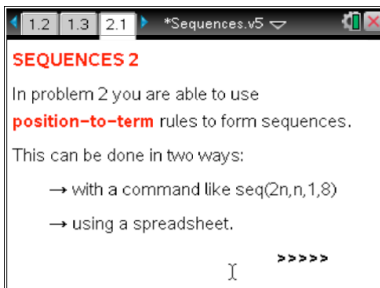 1.2 1.3 2.1 *Sequences.v5
SEQUENCES 2
In problem 2 you are able to use
position-to-term rules to form sequences.
This can be done in two ways:
→ with a command like seq(2n,n,1,8)
→ using a spreadsheet.
>>>>>